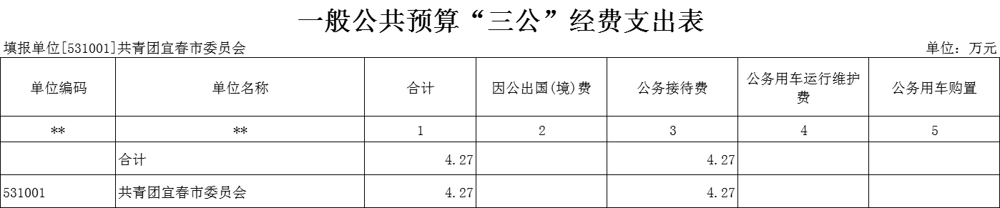 一般公共预算“三公”经费支出表
填报单位[531001]共青团宜春市委员会 单位：万元
单位编码 单位名称 合计 因公出国(境)费 公务接待费 公务用车运行维护费 公务用车购置
** ** 1 2 3 4 5
合计 4.27 4.27
531001 共青团宜春市委员会 4.27 4.27